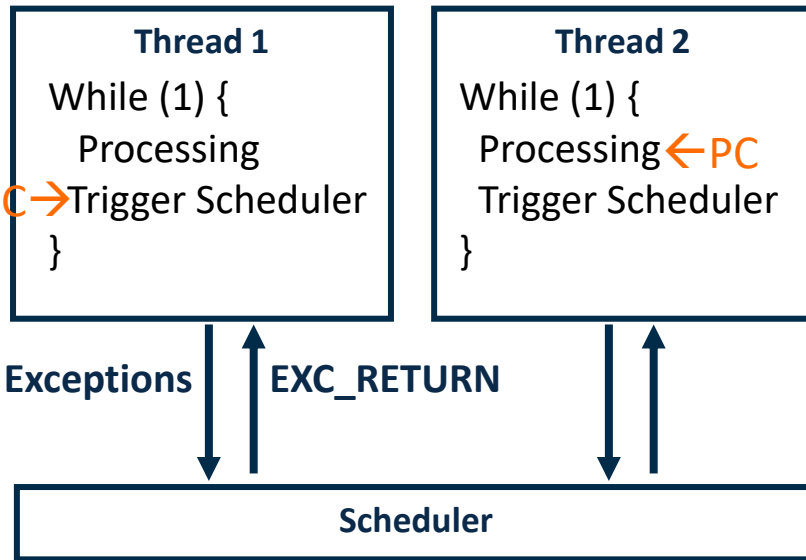 Thread 1
While (1) {
Processing
C→Trigger Scheduler
}
Thread 2
While (1) {
Processing←PC
Trigger Scheduler
}
Exceptions
EXC_RETURN
Scheduler